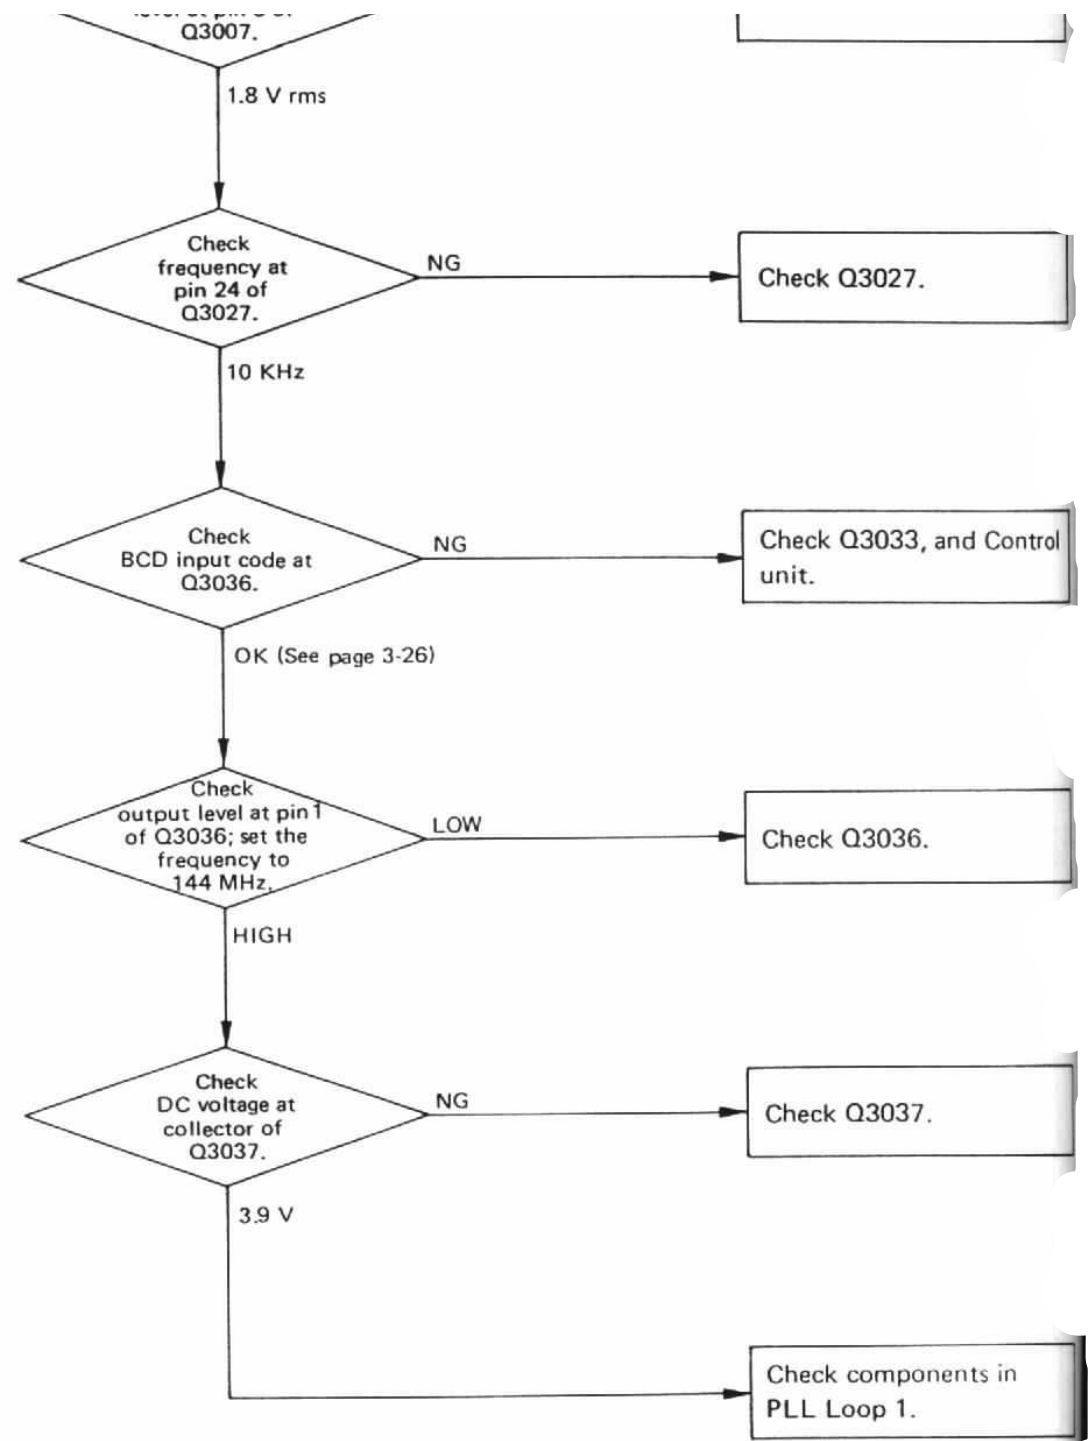 Q3007.
1.8 V rms
Check
frequency at
pin 24 of
Q3027.
NG
Check Q3027.
10 KHz
Check
BCD input code at
Q3036.
NG
Check Q3033, and Control
unit.
OK (See page 3-26)
Check
output level at pin 1
of Q3036; set the
frequency to
144 MHz.
LOW
Check Q3036.
HIGH
Check
DC voltage at
collector of
Q3037.
NG
Check Q3037.
3.9 V
Check components in
PLL Loop 1.